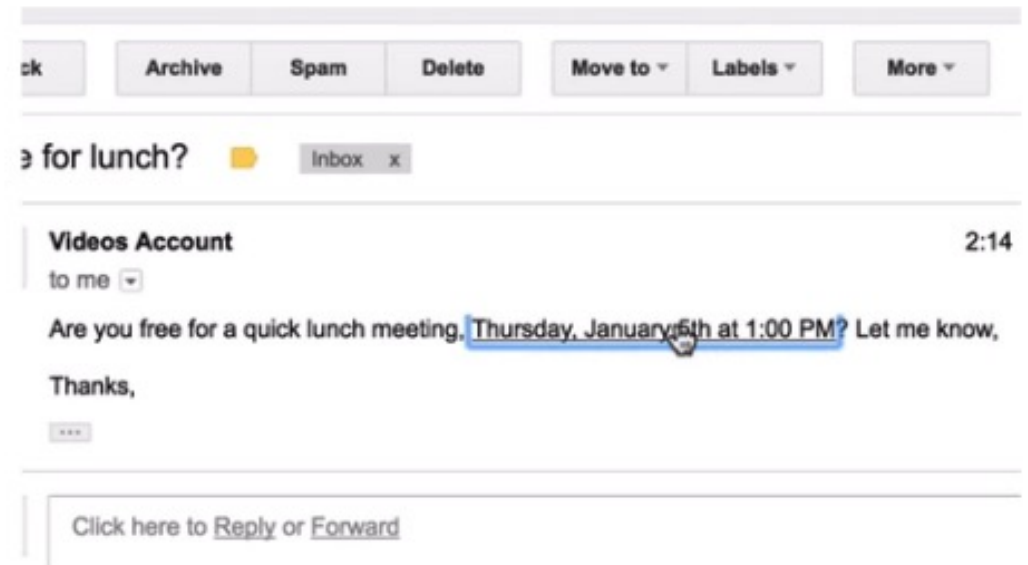 ck Archive Spam Delete Move to Labels More
e for lunch? Inbox x
Videos Account 2:14
to me
Are you free for a quick lunch meeting, Thursday, January at 1:00 PM? Let me know,
Thanks,
...
Click here to Reply or Forward